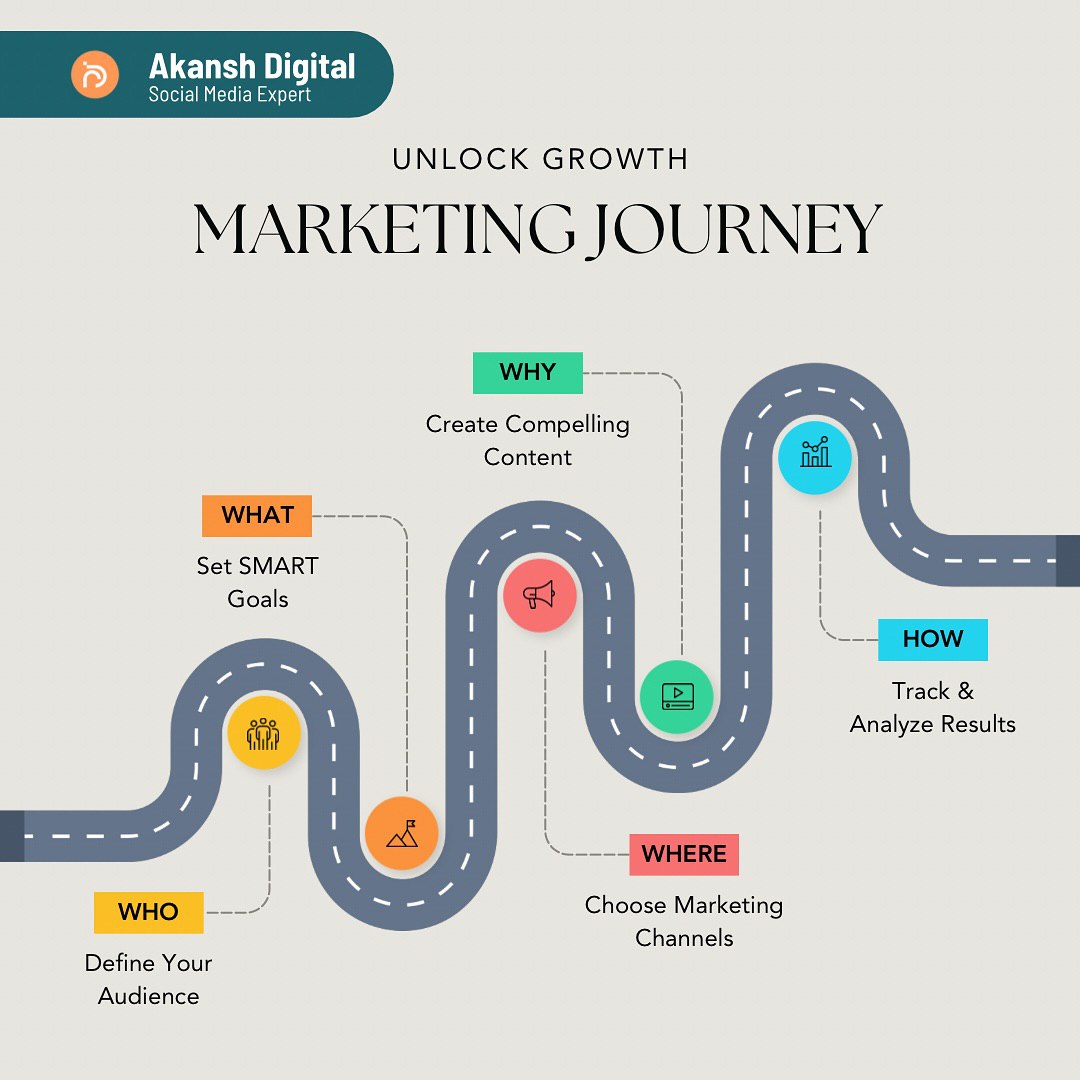 Akansh Digital
Social Media Expert
UNLOCK GROWTH
MARKETING JOURNEY
WHO
Define Your
Audience
WHAT
Set SMART
Goals
WHERE
Choose Marketing
Channels
WHY
Create Compelling
Content
HOW
Track &
Analyze Results